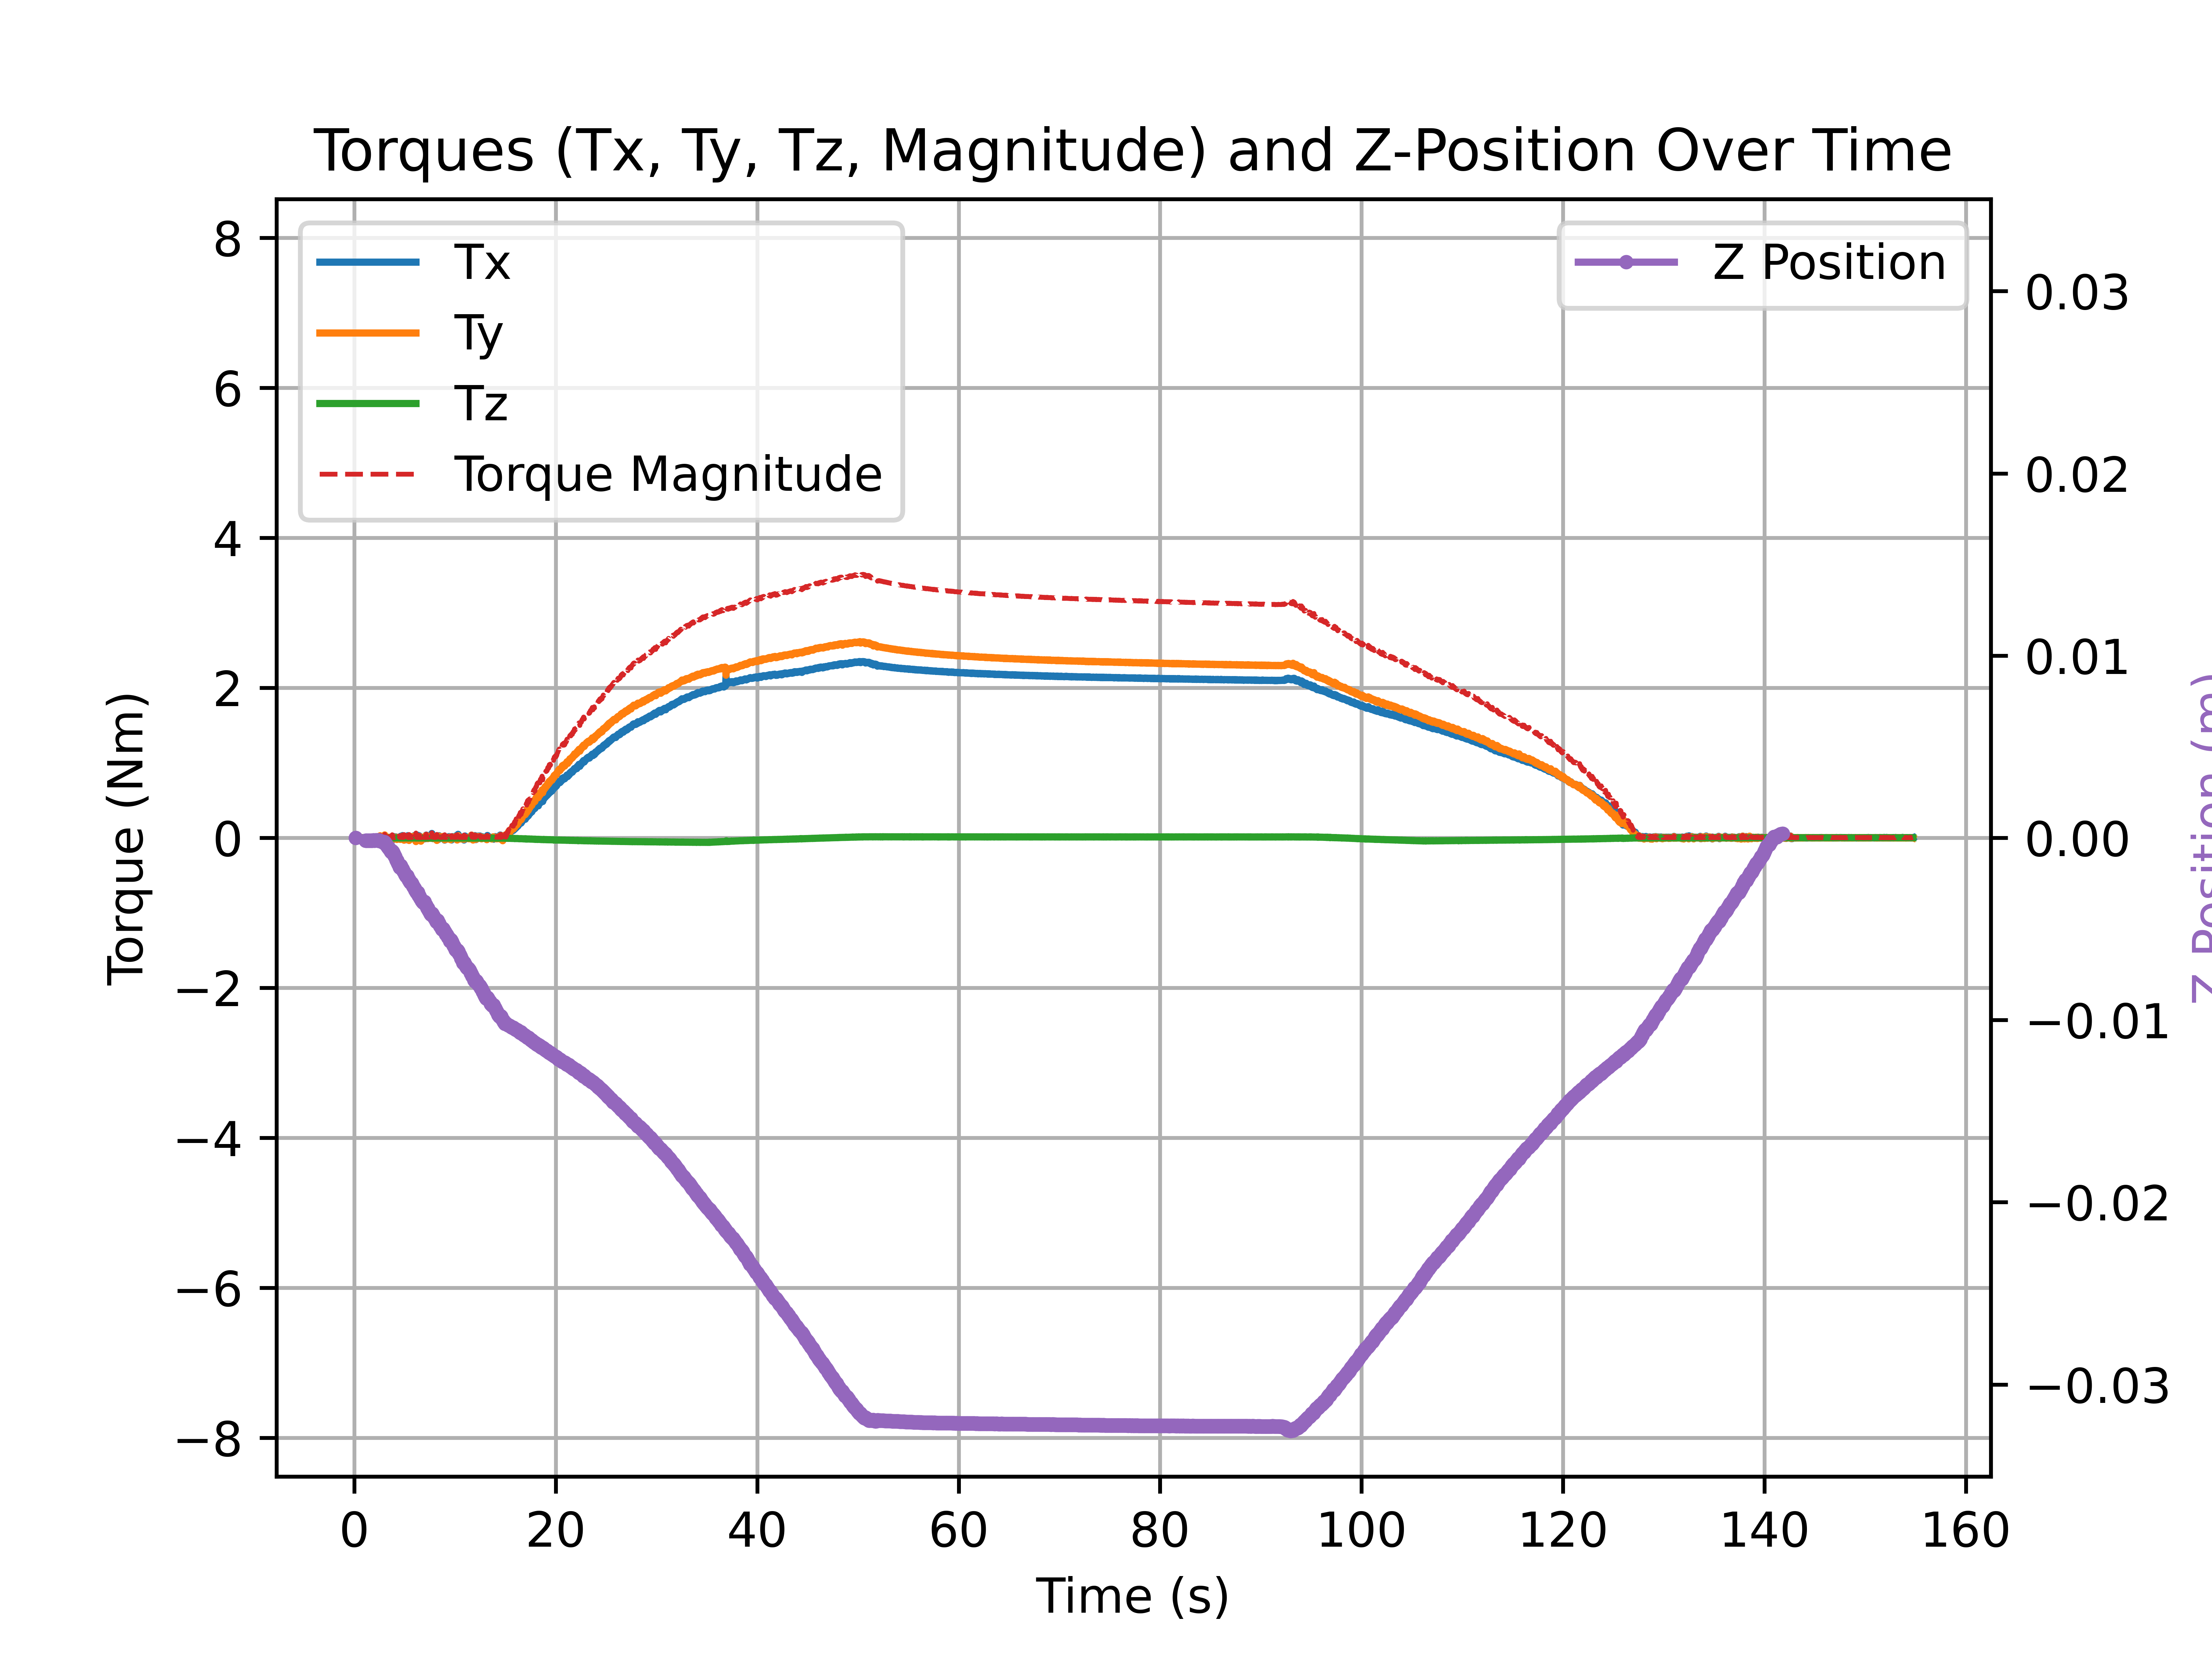 Torques (Tx, Ty, Tz, Magnitude) and Z-Position Over Time
Tx
Ty
Tz
Torque Magnitude
Z Position
8
6
4
2
0
−2
−4
−6
−8
Torque (Nm)
0.03
0.02
0.01
0.00
−0.01
−0.02
−0.03
Z Position (m)
0
20
40
60
80
100
120
140
160
Time (s)